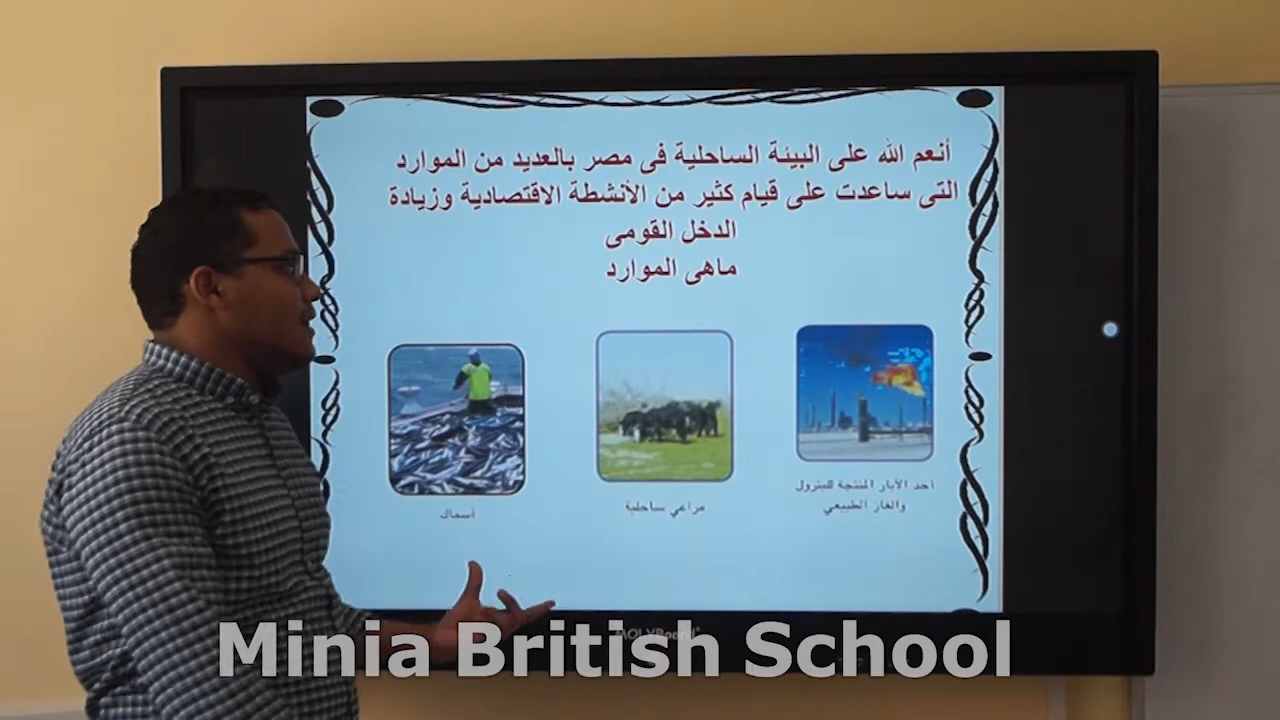 أنعم الله على البيئة الساحلية فى مصر بالعديد من الموارد
التى ساعدت على قيام كثير من الأنشطة الاقتصادية وزيادة
الدخل القومى
ماهى الموارد
احد الآبار المنتجة للبترول
والغاز الطبيعي
مراعي ساحلية
أسماك
Minia British School